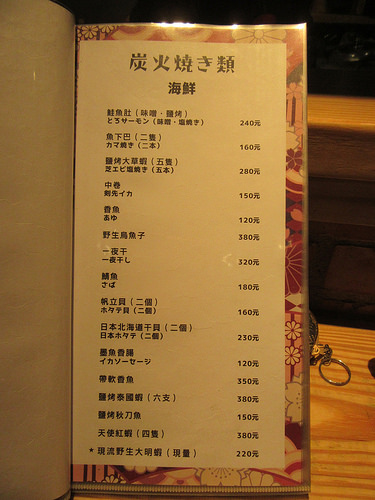 炭火焼き類
海鮮
鮭魚肚（味噌・鹽烤）
とろサーモン（味噌・塩焼き） 240元
魚下巴（二隻）
カマ焼き（二本） 160元
鹽烤大草蝦（五隻）
芝エビ塩焼き（五本） 280元
中卷
剣先イカ 150元
香魚
あゆ 120元
野生烏魚子 380元
一夜干
一夜干し 320元
鯖魚
さば 180元
帆立貝（二個）
ホタテ貝（二個） 160元
日本北海道干貝（二個）
日本ホタテ（二個） 230元
墨魚香腸
イカソーセージ 120元
帶軟香魚 350元
鹽烤泰國蝦（六支） 380元
鹽烤秋刀魚 150元
天使紅蝦（四隻） 380元
★現流野生大明蝦（現量） 220元